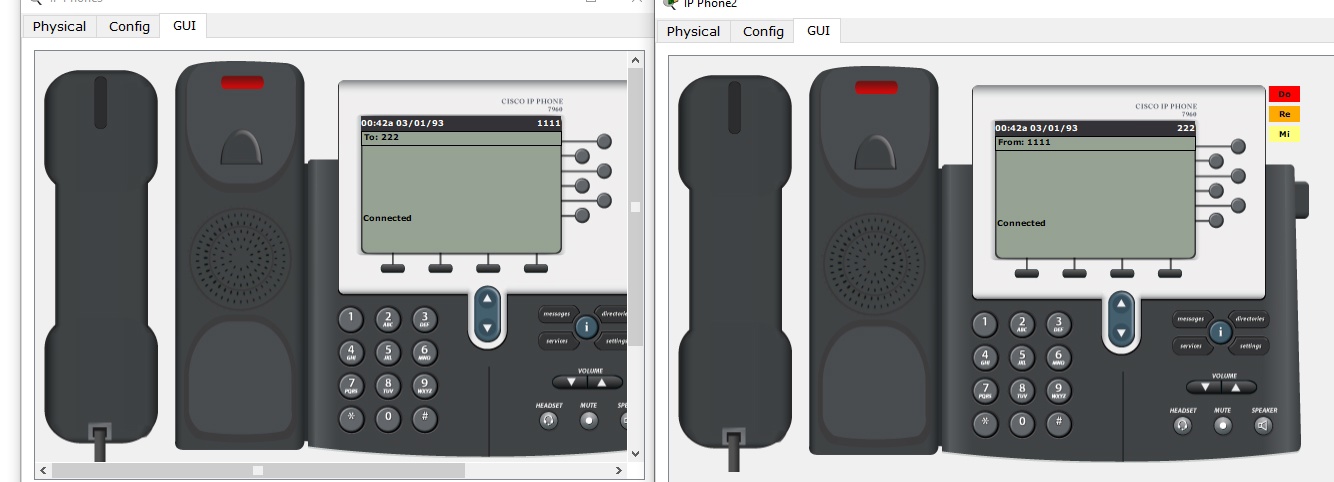 IP Phone2
Physical Config GUI
Physical Config GUI
CISCO IP PHONE
7960
00:42a 03/01/93 1111
To: 222
Connected
1 2 ABC 3 DEF
4 GHI 5 JKL 6 MNO
7 PQRS 8 TUV 9 WXYZ
* 0 #
messages directorie
i
services settings
VOLUME
HEADSET MUTE SPE
CISCO IP PHONE
7960
00:42a 03/01/93 222
From: 1111
Connected
Do
Re
Mi
1 2 ABC 3 DEF
4 GHI 5 JKL 6 MNO
7 PQRS 8 TUV 9 WXYZ
* 0 #
messages directories
i
services settings
VOLUME
HEADSET MUTE SPEAKER